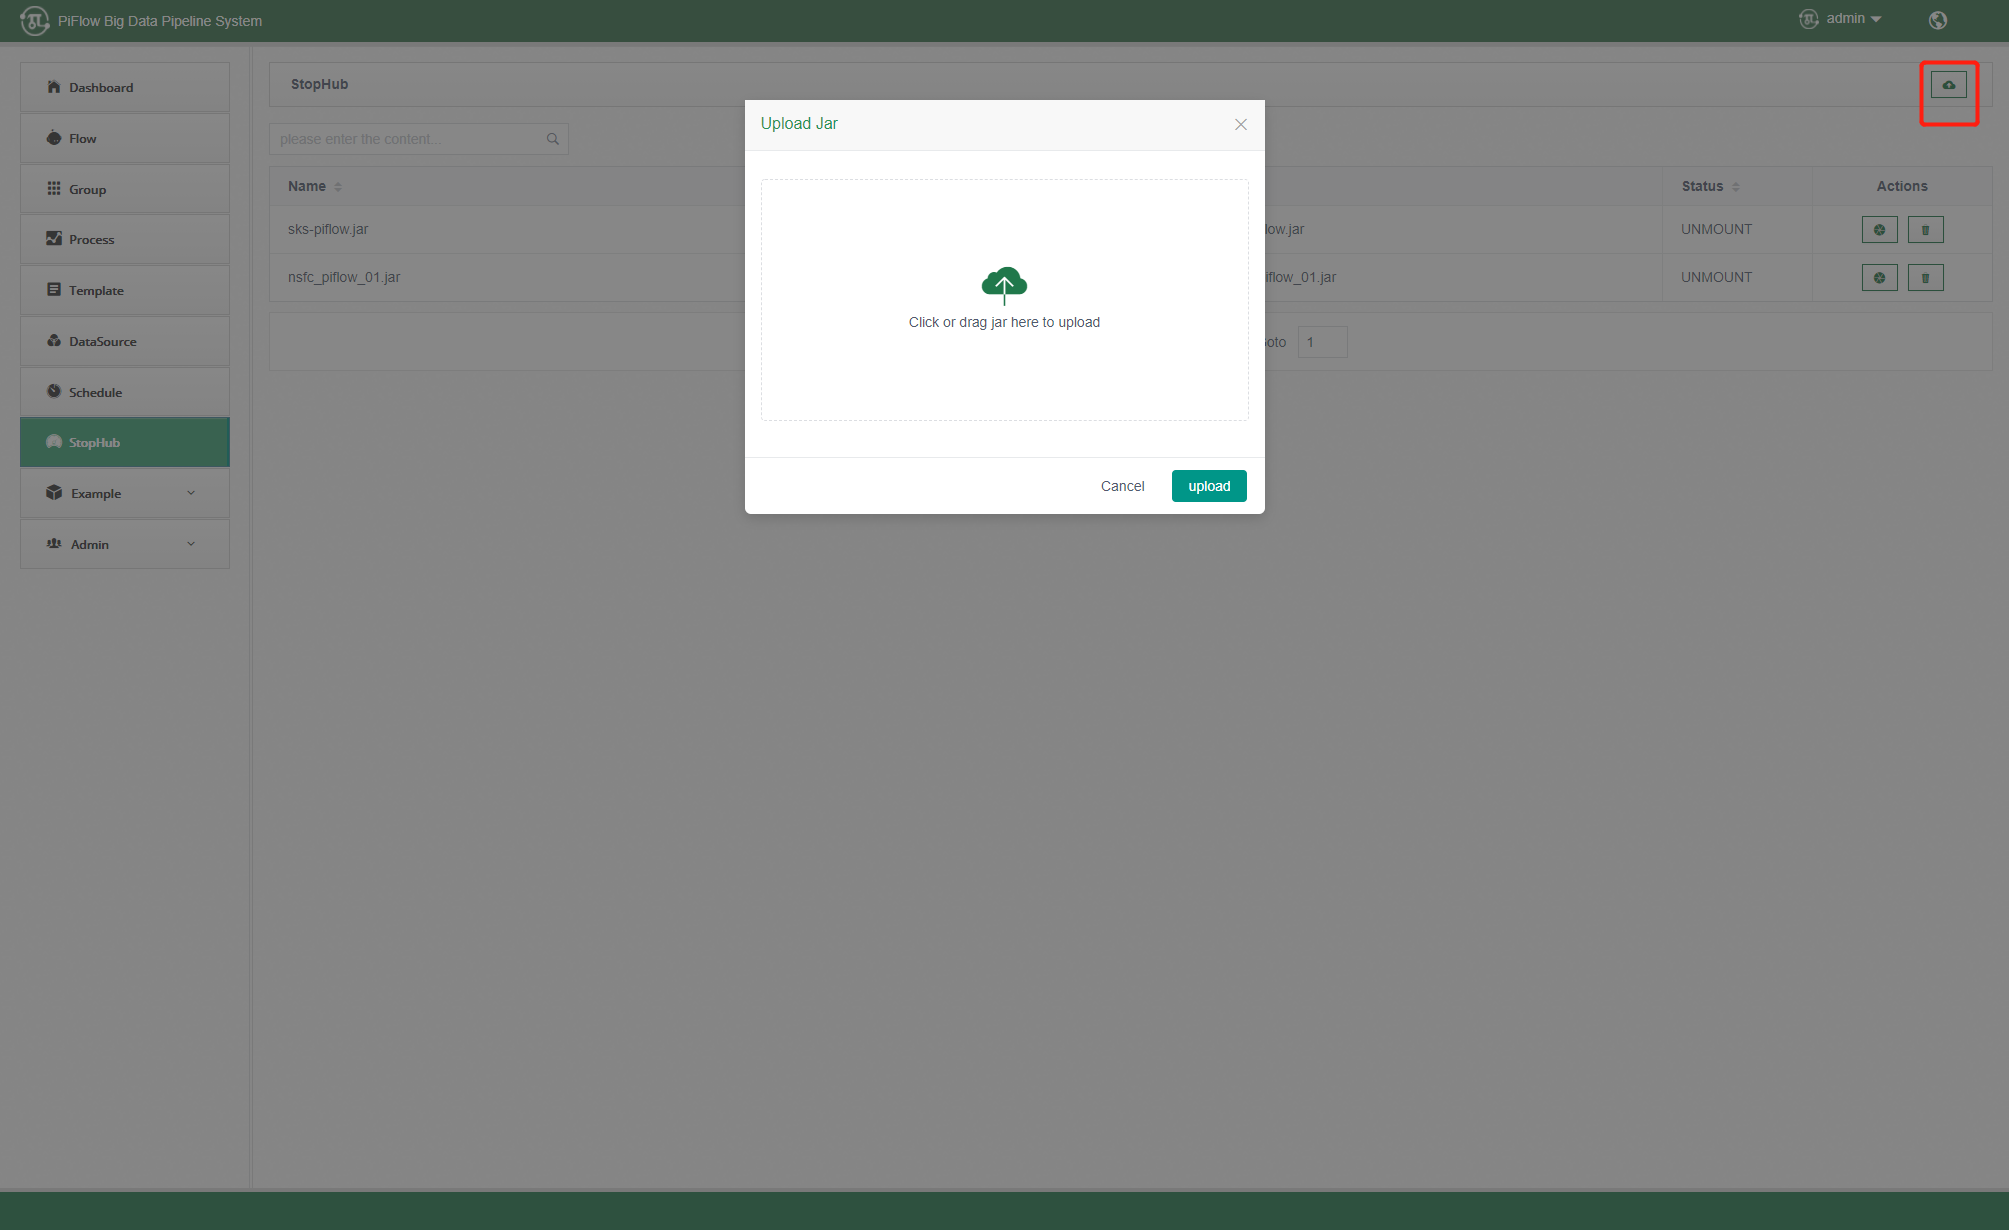 PiFlow Big Data Pipeline System
admin
Dashboard
Flow
Group
Process
Template
DataSource
Schedule
StopHub
Example
Admin
StopHub
please enter the content...
Name
Status
Actions
sks-piflow.jar
low.jar
UNMOUNT
nsfc_piflow_01.jar
iflow_01.jar
UNMOUNT
oto
1
Upload Jar
Click or drag jar here to upload
Cancel
upload